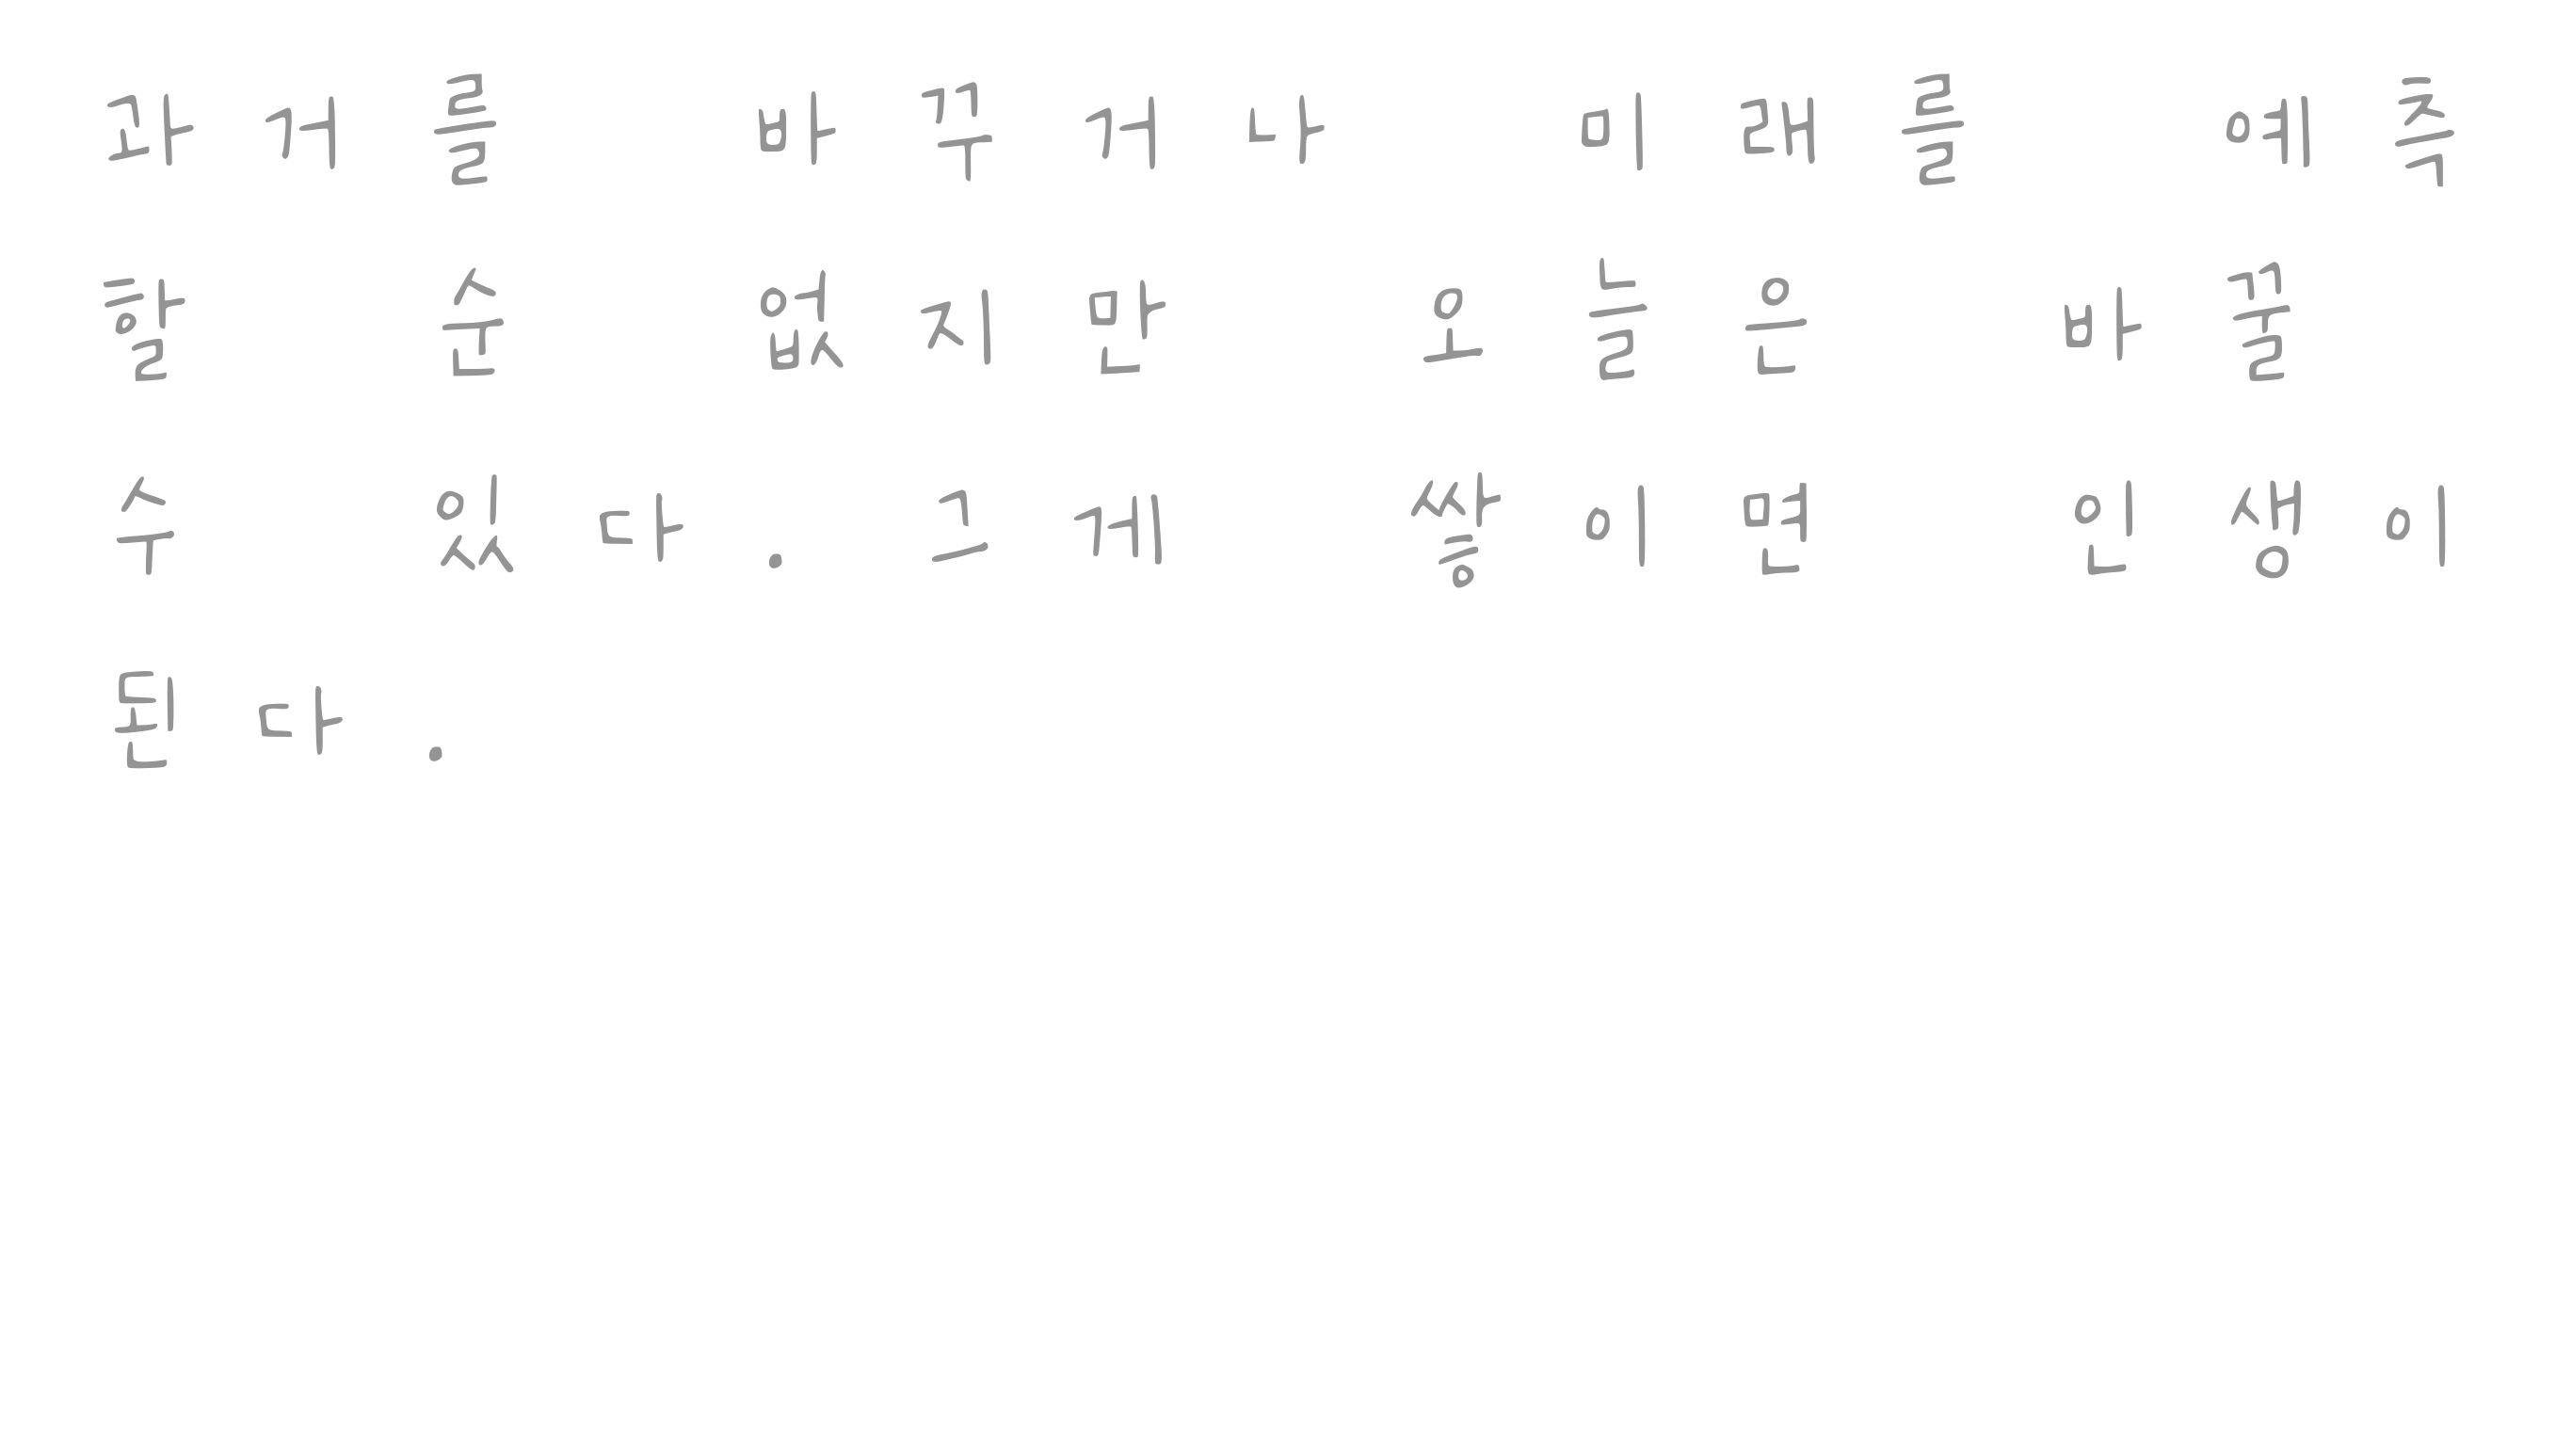 과거를 바꾸거나 미래를 예측
할 순 없지만 오늘은 바꿀
수 있다. 그게 쌓이면 인생이
된다.